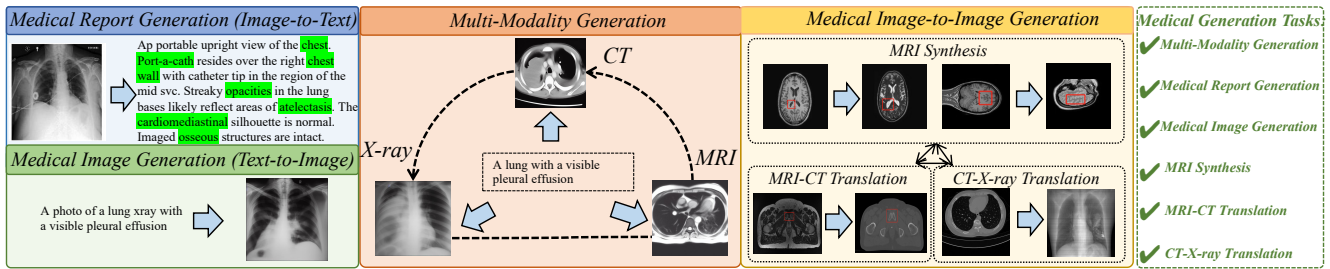 Medical Report Generation (Image-to-Text)
Ap portable upright view of the chest.
Port-a-cath resides over the right chest
wall with catheter tip in the region of the
mid svc. Streaky opacities in the lung
bases likely reflect areas of atelectasis. The
cardiomediastinal silhouette is normal.
Imaged osseous structures are intact.
Medical Image Generation (Text-to-Image)
A photo of a lung xray with
a visible pleural effusion
Multi-Modality Generation
CT
X-ray
MRI
A lung with a visible
pleural effusion
Medical Image-to-Image Generation
MRI Synthesis
MRI-CT Translation
CT-X-ray Translation
Medical Generation Tasks:
Multi-Modality Generation
Medical Report Generation
Medical Image Generation
MRI Synthesis
MRI-CT Translation
CT-X-ray Translation